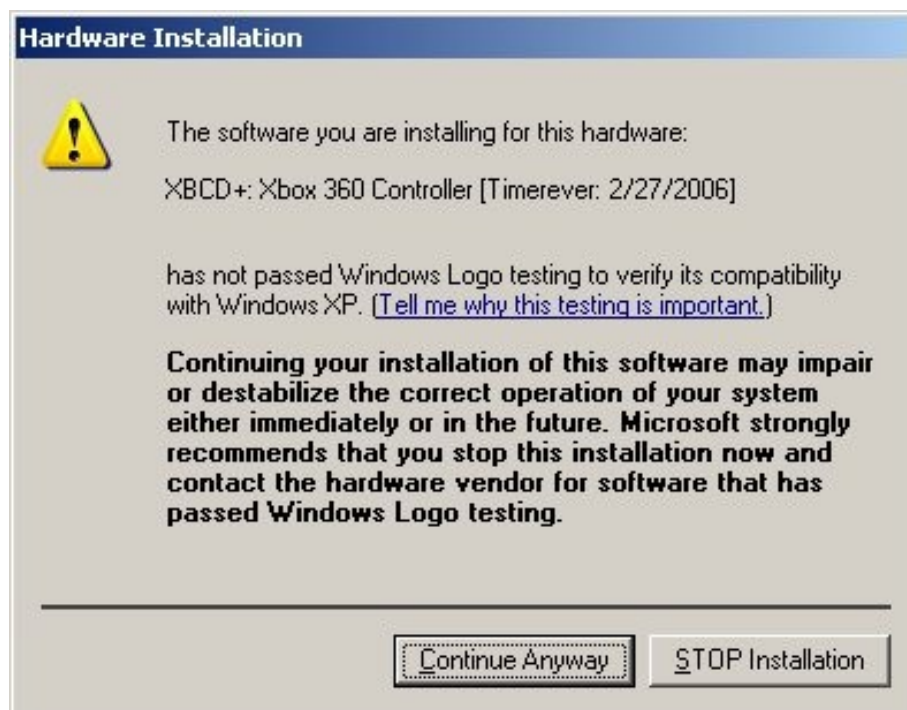 Hardware Installation
The software you are installing for this hardware:
XBCD+: Xbox 360 Controller [Timerever: 2/27/2006]
has not passed Windows Logo testing to verify its compatibility
with Windows XP. (Tell me why this testing is important.)
Continuing your installation of this software may impair
or destabilize the correct operation of your system
either immediately or in the future. Microsoft strongly
recommends that you stop this installation now and
contact the hardware vendor for software that has
passed Windows Logo testing.
Continue Anyway
STOP Installation